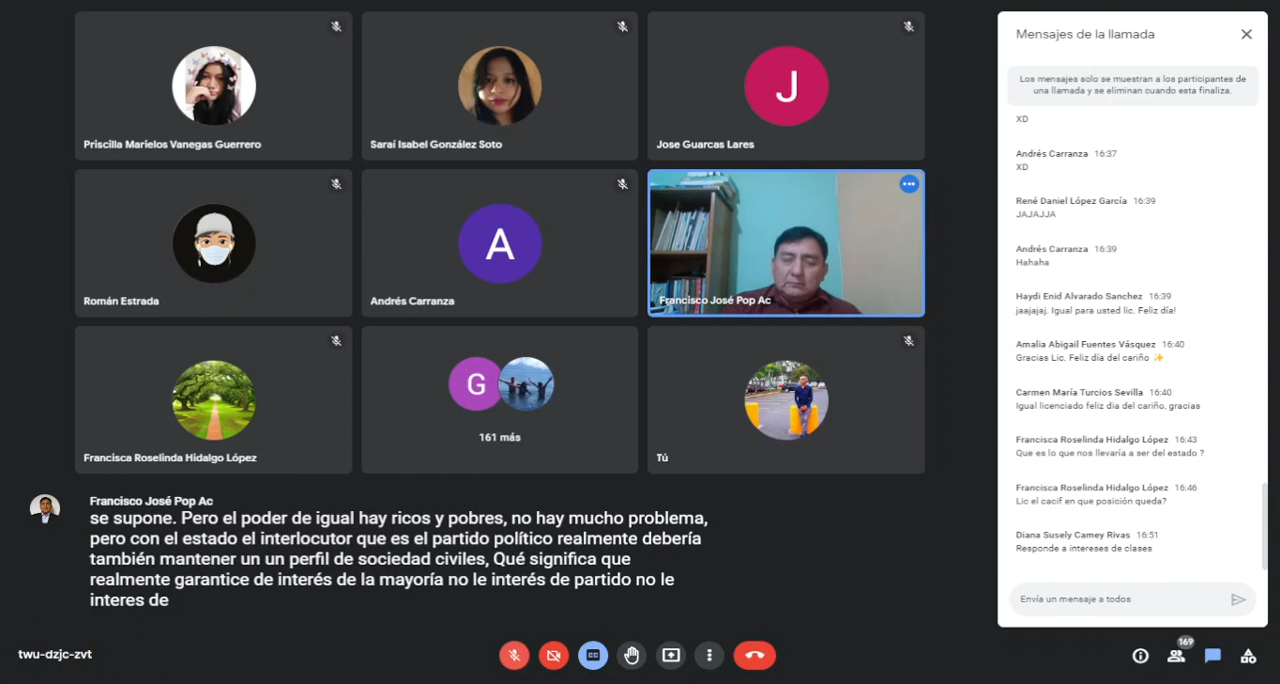 Priscilla Marielos Vanegas Guerrero
Saraí Isabel González Soto
J
Jose Guarcas Lares
Román Estrada
A
Andrés Carranza
Francisco José Pop Ac
Francisca Roselinda Hidalgo López
G
161 más
Tú
Francisco José Pop Ac
se supone. Pero el poder de igual hay ricos y pobres, no hay mucho problema,
pero con el estado el interlocutor que es el partido político realmente debería
también mantener un un perfil de sociedad civiles, Qué significa que
realmente garantice de interés de la mayoría no le interés de partido no le
interes de
twu-dzjc-zvt
169
Mensajes de la llamada
Los mensajes solo se muestran a los participantes de
una llamada y se eliminan cuando esta finaliza.
XD
Andrés Carranza 16:37
XD
René Daniel López García 16:39
JAJAJJA
Andrés Carranza 16:39
Hahaha
Haydi Enid Alvarado Sanchez 16:39
jaajajaj. Igual para usted lic. Feliz día!
Amalia Abigail Fuentes Vásquez 16:40
Gracias Lic. Feliz día del cariño ✨
Carmen María Turcios Sevilla 16:40
Igual licenciado feliz dia del cariño, gracias
Francisca Roselinda Hidalgo López 16:43
Que es lo que nos llevaría a ser del estado ?
Francisca Roselinda Hidalgo López 16:46
Lic el cacif en que posición queda?
Diana Susely Camey Rivas 16:51
Responde a intereses de clases
Envía un mensaje a todos